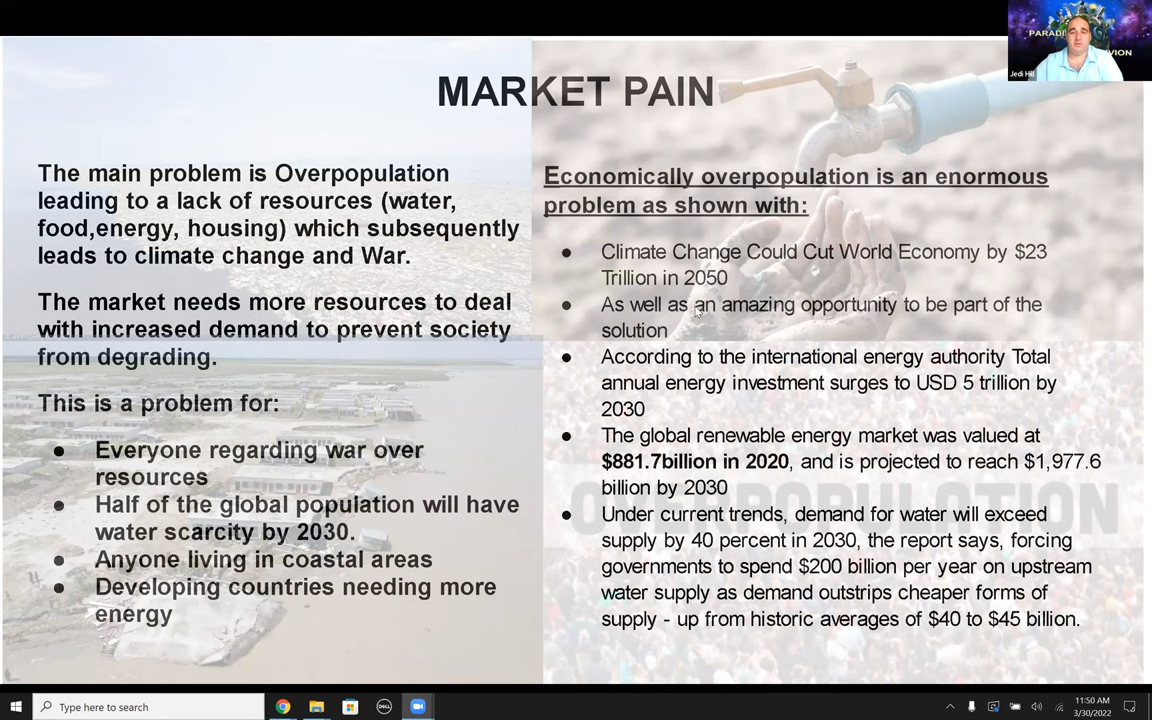 PARADI
VION
Jedi Hill
MARKET PAIN
The main problem is Overpopulation
leading to a lack of resources (water,
food,energy, housing) which subsequently
leads to climate change and War.
The market needs more resources to deal
with increased demand to prevent society
from degrading.
This is a problem for:
● Everyone regarding war over
resources
● Half of the global population will have
water scarcity by 2030.
● Anyone living in coastal areas
● Developing countries needing more
energy
Economically overpopulation is an enormous
problem as shown with:
● Climate Change Could Cut World Economy by $23
Trillion in 2050
● As well as an amazing opportunity to be part of the
solution
● According to the international energy authority Total
annual energy investment surges to USD 5 trillion by
2030
● The global renewable energy market was valued at
$881.7billion in 2020, and is projected to reach $1,977.6
billion by 2030
● Under current trends, demand for water will exceed
supply by 40 percent in 2030, the report says, forcing
governments to spend $200 billion per year on upstream
water supply as demand outstrips cheaper forms of
supply - up from historic averages of $40 to $45 billion.
OVERPOPULATION
Type here to search
DELL
11:50 AM
3/30/2022